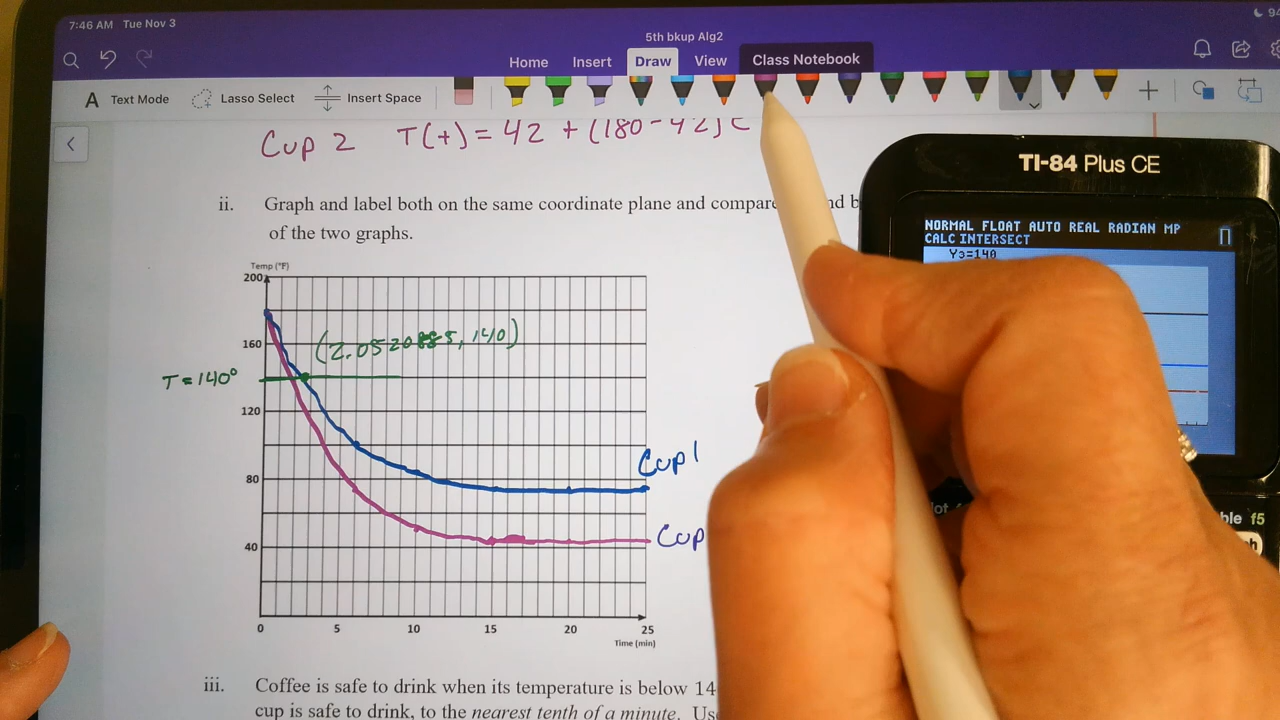 7:46 AM Tue Nov 3
5th bkup Alg2
Home Insert Draw View Class Notebook
A Text Mode Lasso Select Insert Space
Cup 2 T(t) = 42 + (180-42)
ii. Graph and label both on the same coordinate plane and compare
of the two graphs.
Temp (°F)
200
160
(2.0520885, 140)
T = 140°
120
80
40
Cup 1
Cup
0 5 10 15 20 25
Time (min)
iii. Coffee is safe to drink when its temperature is below 14
cup is safe to drink, to the nearest tenth of a minute.
TI-84 Plus CE
NORMAL FLOAT AUTO REAL RADIAN MP
CALC INTERSECT
Y3=140
f5